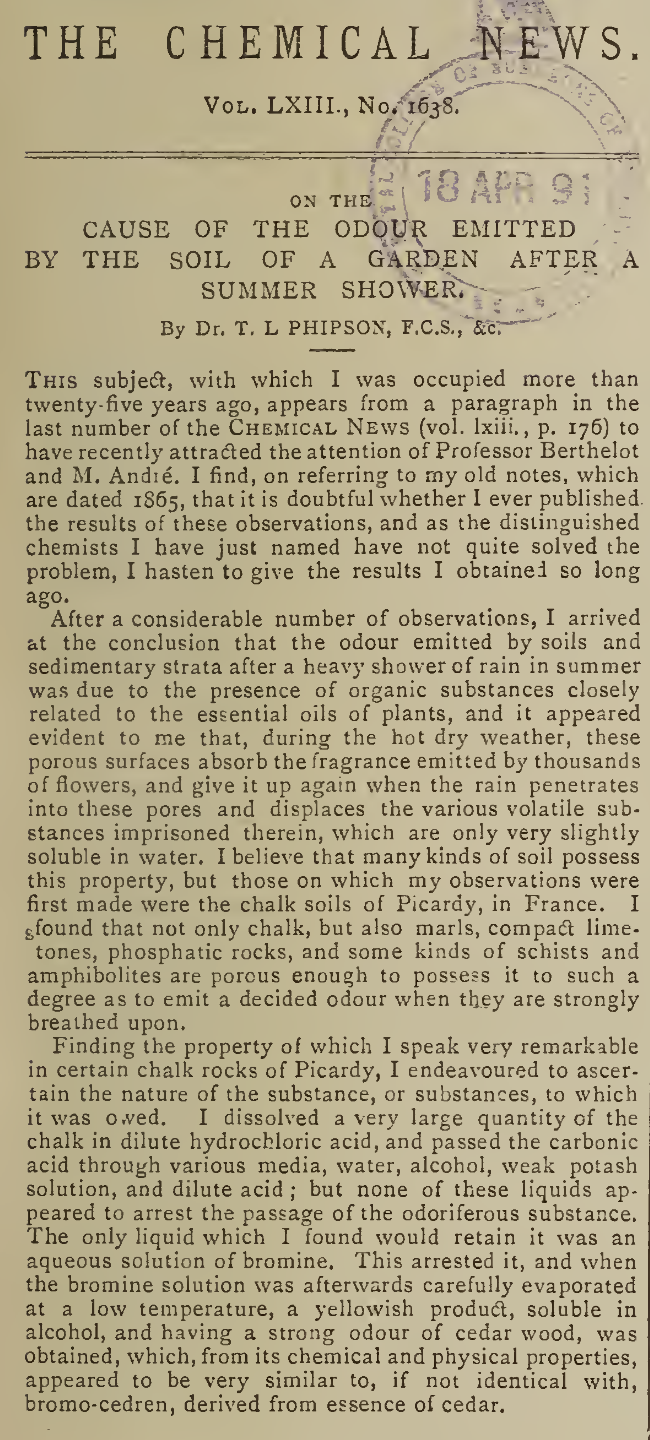 THE CHEMICAL NEWS.
VOL. LXIII., No. 1638.
18 APR 91
ON THE
CAUSE OF THE ODOUR EMITTED
BY THE SOIL OF A GARDEN AFTER A
SUMMER SHOWER.
By Dr. T. L PHIPSON, F.C.S., &c.
THIS subject, with which I was occupied more than
twenty-five years ago, appears from a paragraph in the
last number of the CHEMICAL NEWS (vol. lxiii., p. 176) to
have recently attracted the attention of Professor Berthelot
and M. André. I find, on referring to my old notes, which
are dated 1865, that it is doubtful whether I ever published
the results of these observations, and as the distinguished
chemists I have just named have not quite solved the
problem, I hasten to give the results I obtained so long
ago.
After a considerable number of observations, I arrived
at the conclusion that the odour emitted by soils and
sedimentary strata after a heavy shower of rain in summer
was due to the presence of organic substances closely
related to the essential oils of plants, and it appeared
evident to me that, during the hot dry weather, these
porous surfaces absorb the fragrance emitted by thousands
of flowers, and give it up again when the rain penetrates
into these pores and displaces the various volatile sub-
stances imprisoned therein, which are only very slightly
soluble in water. I believe that many kinds of soil possess
this property, but those on which my observations were
first made were the chalk soils of Picardy, in France. I
sfound that not only chalk, but also marls, compact lime-
tones, phosphatic rocks, and some kinds of schists and
amphibolites are porous enough to possess it to such a
degree as to emit a decided odour when they are strongly
breathed upon.
Finding the property of which I speak very remarkable
in certain chalk rocks of Picardy, I endeavoured to ascer-
tain the nature of the substance, or substances, to which
it was owed. I dissolved a very large quantity of the
chalk in dilute hydrochloric acid, and passed the carbonic
acid through various media, water, alcohol, weak potash
solution, and dilute acid ; but none of these liquids ap-
peared to arrest the passage of the odoriferous substance.
The only liquid which I found would retain it was an
aqueous solution of bromine. This arrested it, and when
the bromine solution was afterwards carefully evaporated
at a low temperature, a yellowish product, soluble in
alcohol, and having a strong odour of cedar wood, was
obtained, which, from its chemical and physical properties,
appeared to be very similar to, if not identical with,
bromo-cedren, derived from essence of cedar.